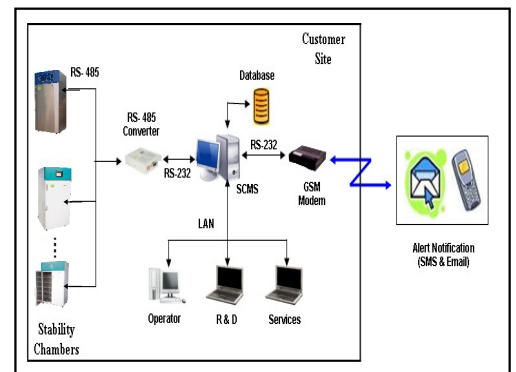 Customer
Site
RS- 485
Database
RS- 485
Converter
RS-232
RS-232
SCMS
GSM
Modem
LAN
Alert Notification
(SMS & Email)
Operator
R & D
Services
Stability
Chambers